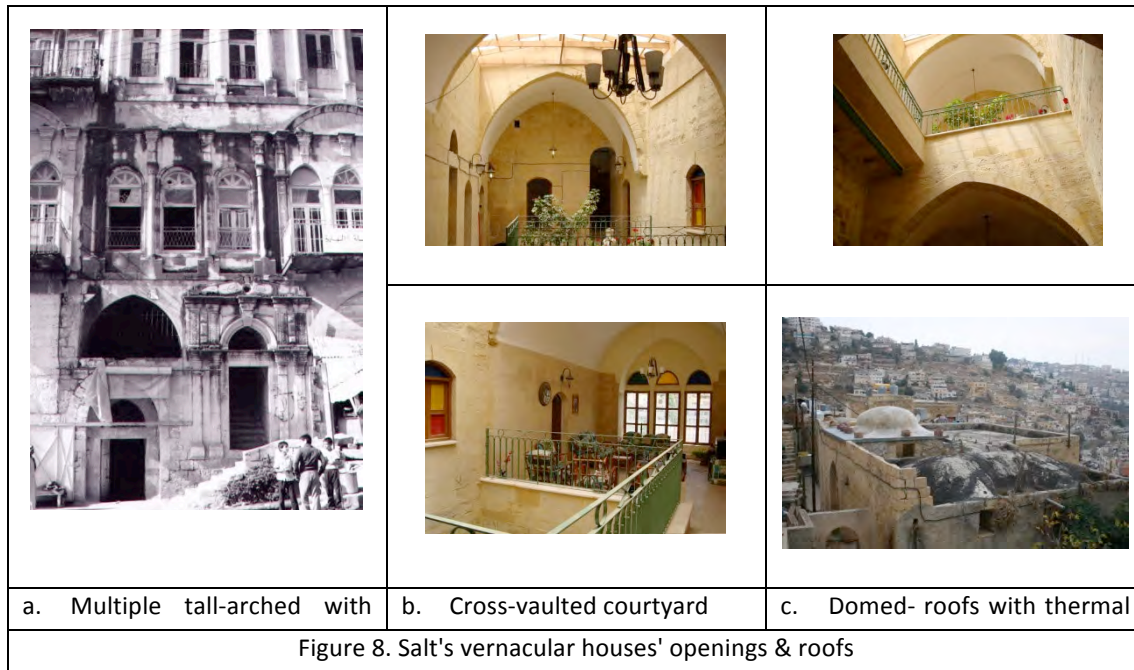 a. Multiple tall-arched with
b. Cross-vaulted courtyard
c. Domed- roofs with thermal
Figure 8. Salt's vernacular houses' openings & roofs